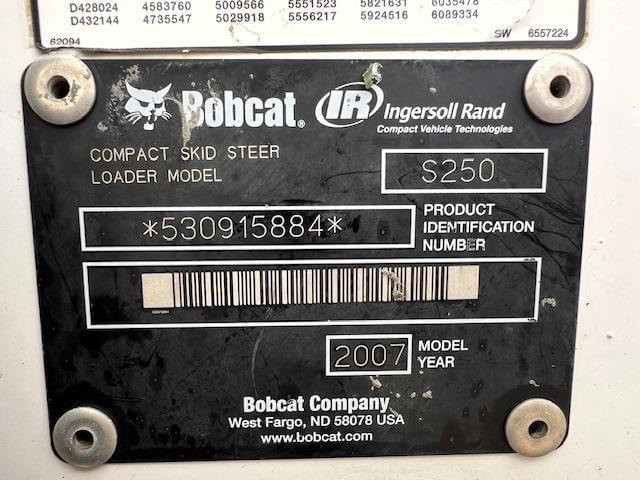 D428024 4583760 5009566 5551523 5821631 6035478
D432144 4735547 5029918 5556217 5924516 6089334
62094 SW 6557224
Bobcat. IR Ingersoll Rand
Compact Vehicle Technologies
COMPACT SKID STEER
LOADER MODEL
S250
*530915884*
PRODUCT
IDENTIFICATION
NUMBER
2007
MODEL
YEAR
Bobcat Company
West Fargo, ND 58078 USA
www.bobcat.com